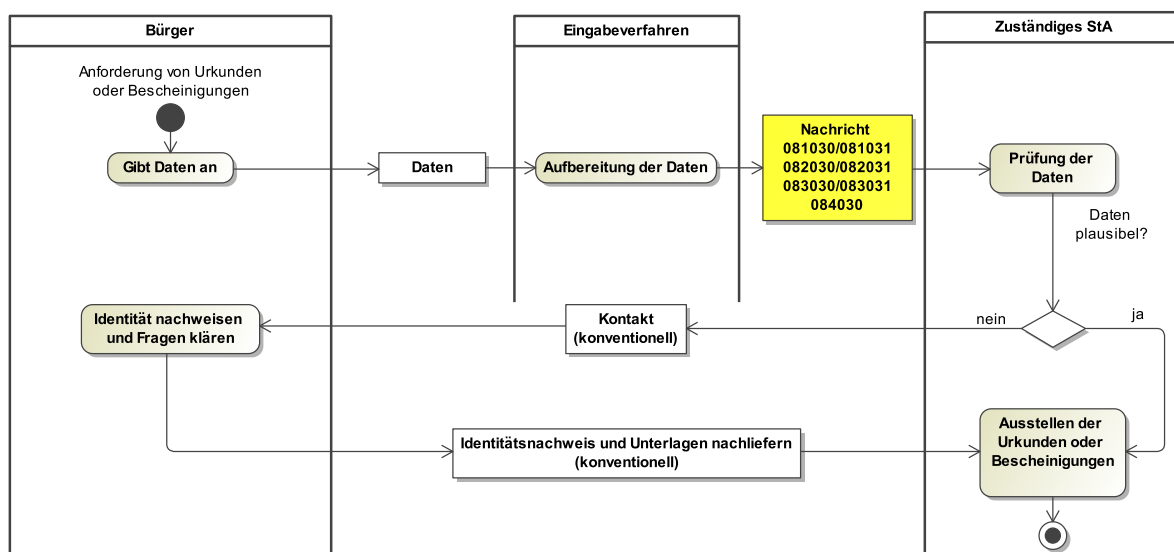 Bürger
Eingabeverfahren
Zuständiges StA
Anforderung von Urkunden
oder Bescheinigungen
Gibt Daten an
Daten
Aufbereitung der Daten
Nachricht
081030/081031
082030/082031
083030/083031
084030
Prüfung der
Daten
Daten
plausibel?
Identität nachweisen
und Fragen klären
Kontakt
(konventionell)
nein
ja
Identitätsnachweis und Unterlagen nachliefern
(konventionell)
Ausstellen der
Urkunden oder
Bescheinigungen